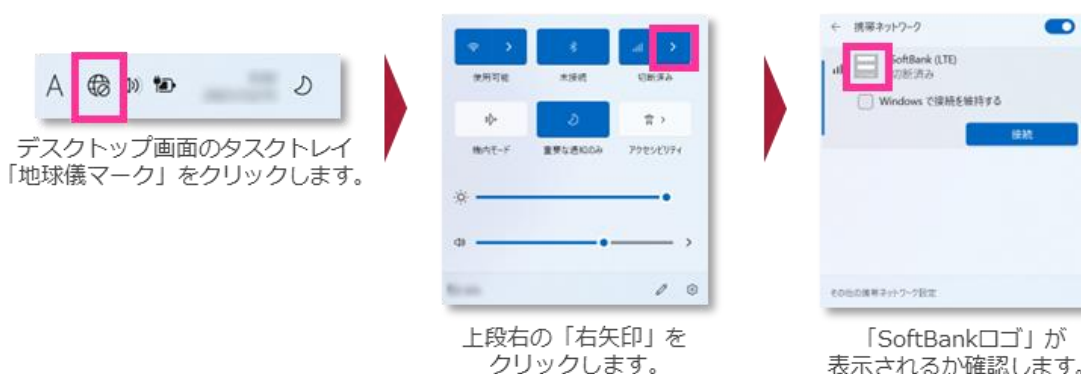 A
デスクトップ画面のタスクトレイ
「地球儀マーク」をクリックします。
使用可能
未接続
切断済み
機内モード
重要な通知のみ
アクセシビリティ
上段右の「右矢印」を
クリックします。
携帯ネットワーク
SoftBank (LTE)
切断済み
Windows で接続を維持する
接続
その他の携帯ネットワーク設定
「SoftBankロゴ」が
表示されるか確認します。